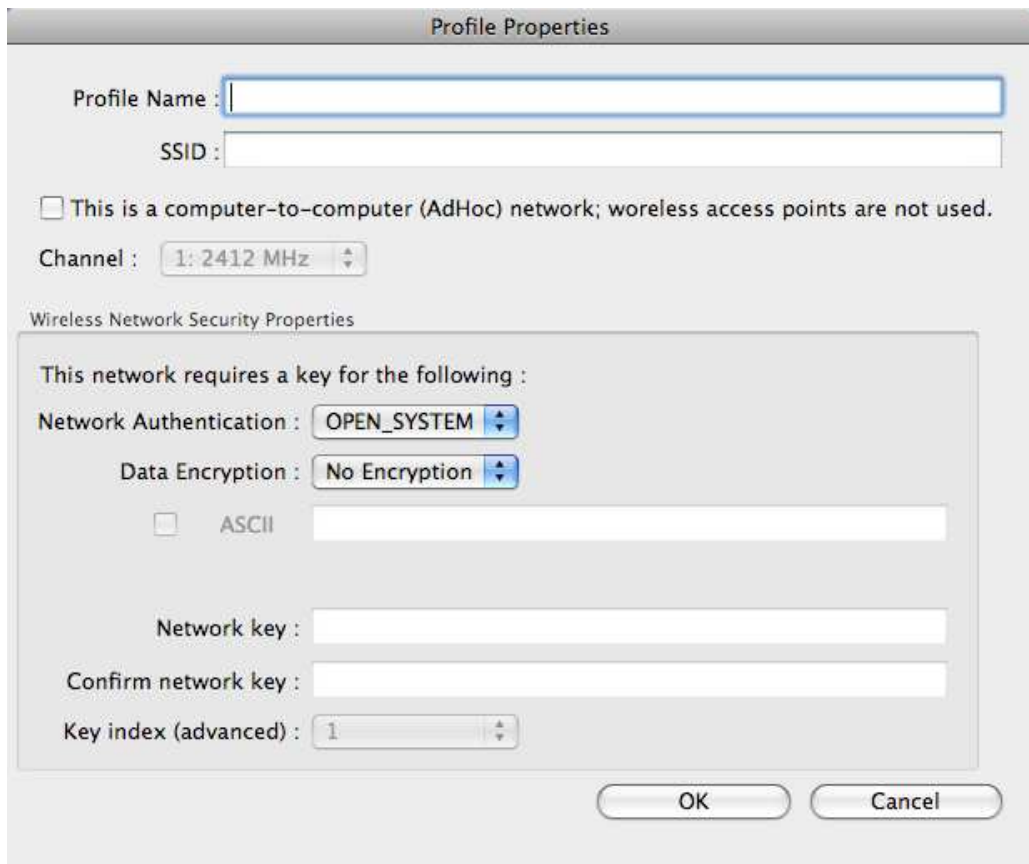 Profile Properties
Profile Name :
SSID :
This is a computer-to-computer (AdHoc) network; woreless access points are not used.
Channel : 1: 2412 MHz
Wireless Network Security Properties
This network requires a key for the following :
Network Authentication : OPEN_SYSTEM
Data Encryption : No Encryption
ASCII
Network key :
Confirm network key :
Key index (advanced) : 1
OK Cancel